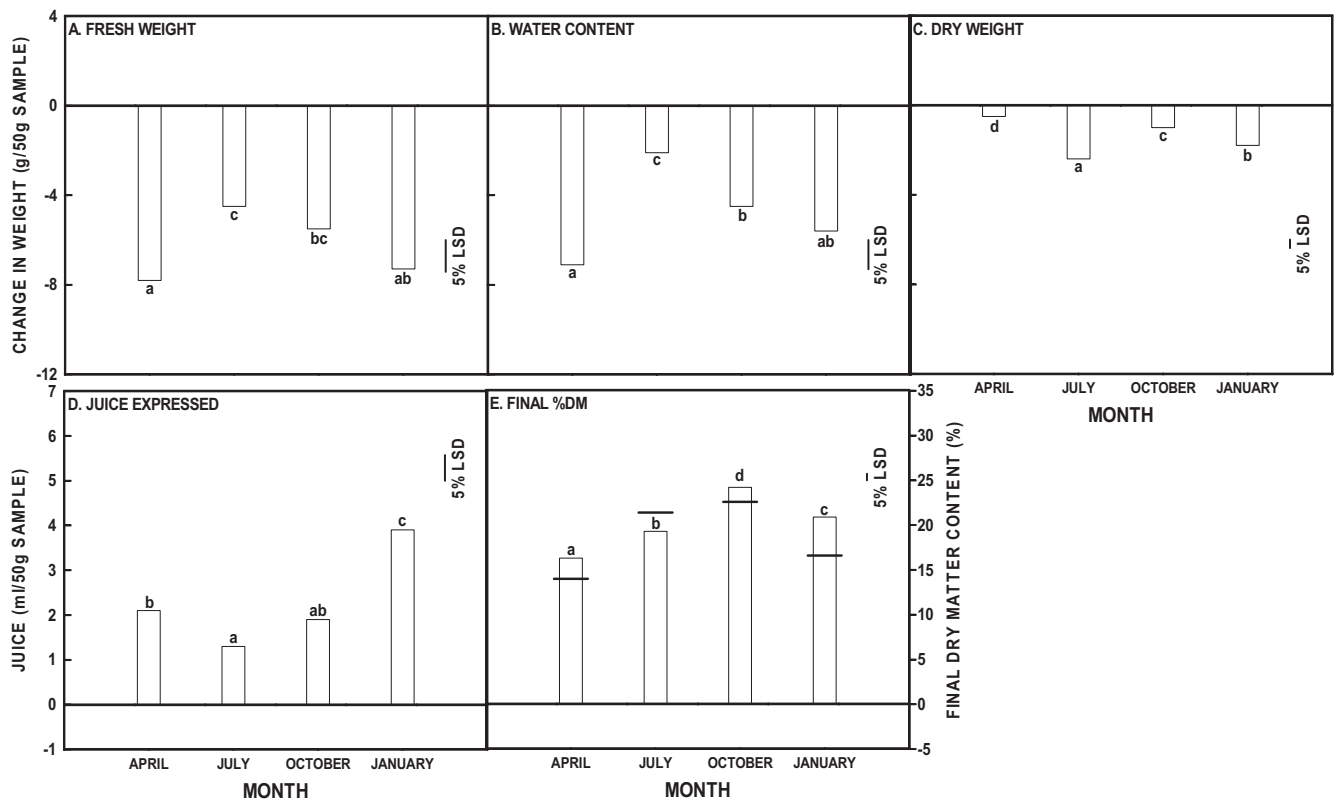 A. FRESH WEIGHT
B. WATER CONTENT
C. DRY WEIGHT
CHANGE IN WEIGHT (g/50g SAMPLE)
4
0
-4
-8
-12
a
c
bc
ab
5% LSD
a
c
b
ab
5% LSD
d
a
c
b
5% LSD
APRIL JULY OCTOBER JANUARY
MONTH
D. JUICE EXPRESSED
E. FINAL %DM
JUICE (ml/50g SAMPLE)
7
6
5
4
3
2
1
0
-1
b
a
ab
c
5% LSD
APRIL JULY OCTOBER JANUARY
MONTH
a
b
d
c
5% LSD
35
30
25
20
15
10
5
0
-5
FINAL DRY MATTER CONTENT (%)
APRIL JULY OCTOBER JANUARY
MONTH